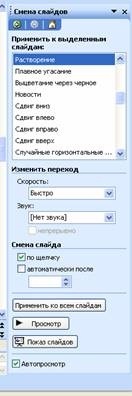 Смена слайдов
Применить к выделенным
слайдам:
Растворение
Плавное угасание
Выцветание через черное
Новости
Сдвиг вниз
Сдвиг влево
Сдвиг вправо
Сдвиг вверх
Случайные горизонтальные ...
Изменить переход
Скорость:
Быстро
Звук:
[Нет звука]
непрерывно
Смена слайда
по щелчку
автоматически после
Применить ко всем слайдам
Просмотр
Показ слайдов
Автопросмотр